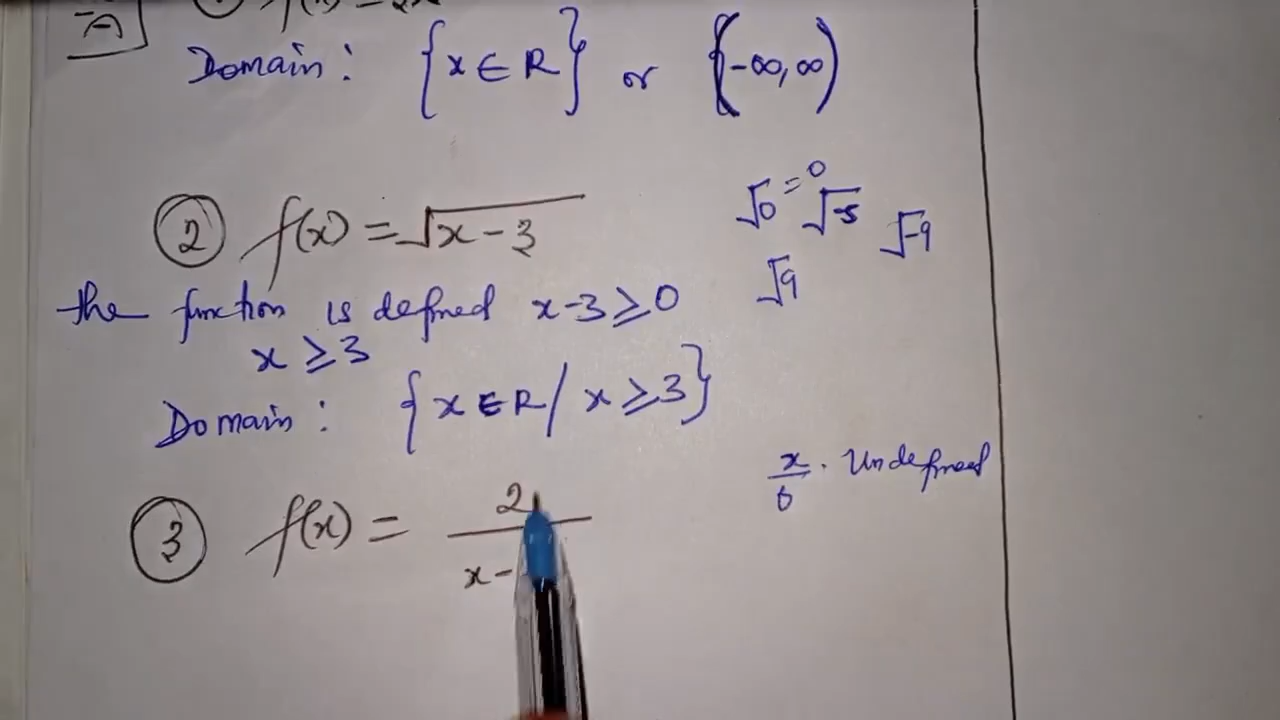 A
Domain : {x ∈ R} or (-∞, ∞)
② f(x) = √x-3
√0 = 0 √-5 √-9
√9
the function is defined x-3 ≥ 0
x ≥ 3
Domain : {x ∈ R / x ≥ 3}
x/0 . Undefined
③ f(x) = 2/x-